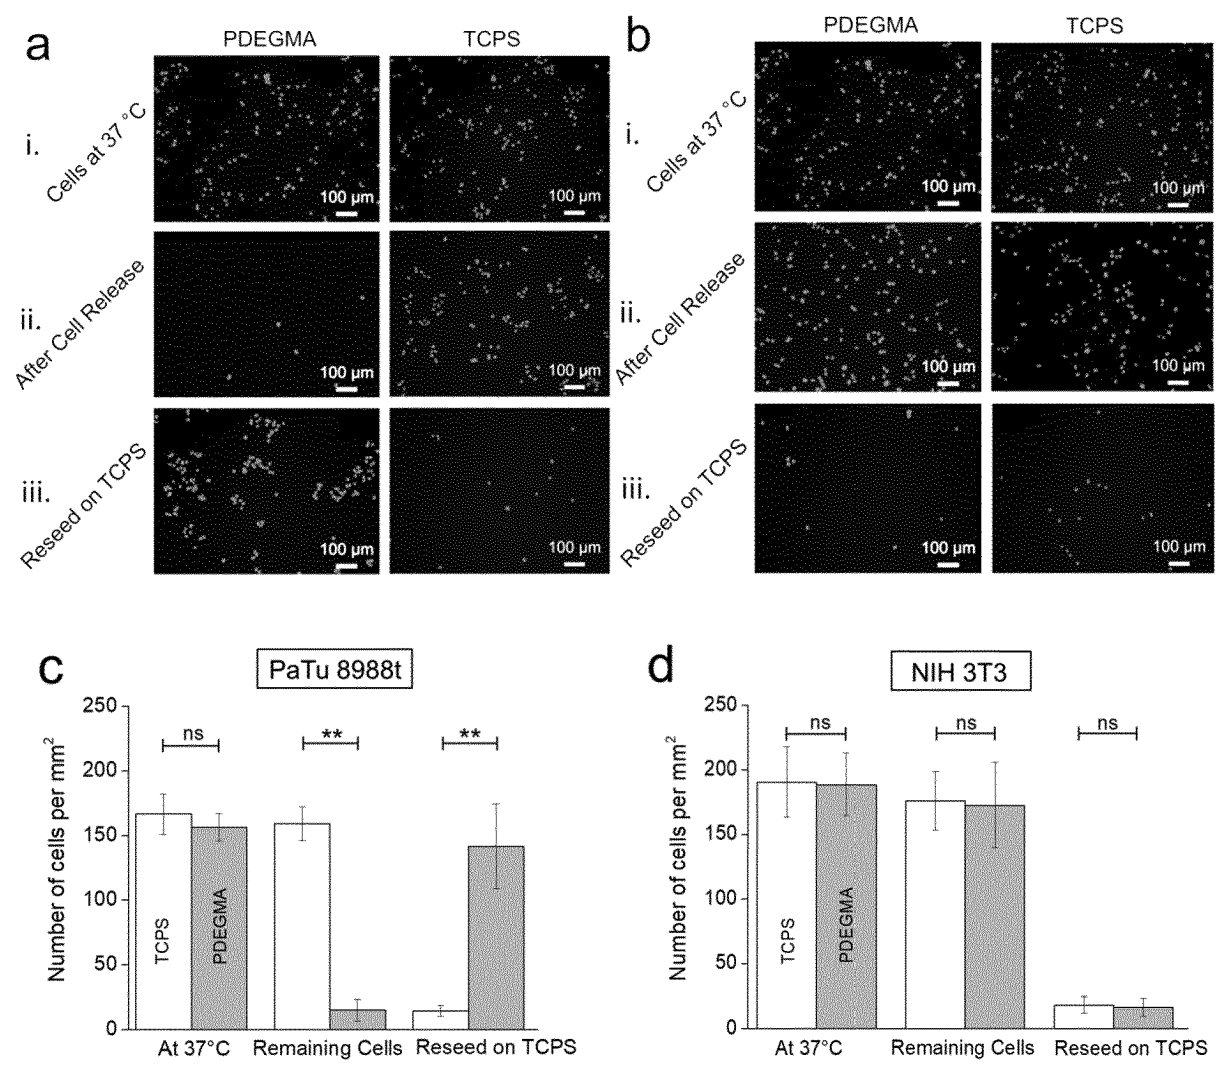 a
PDEGMA
TCPS
i.
Cells at 37 °C
100 µm
100 µm
ii.
After Cell Release
100 µm
100 µm
iii.
Reseed on TCPS
100 µm
100 µm
b
PDEGMA
TCPS
i.
Cells at 37 °C
100 µm
100 µm
ii.
After Cell Release
100 µm
100 µm
iii.
Reseed on TCPS
100 µm
100 µm
c
PaTu 8988t
Number of cells per mm²
250
200
150
100
50
0
ns
**
**
TCPS
PDEGMA
At 37°C
Remaining Cells
Reseed on TCPS
d
NIH 3T3
Number of cells per mm²
250
200
150
100
50
0
ns
ns
ns
TCPS
PDEGMA
At 37°C
Remaining Cells
Reseed on TCPS